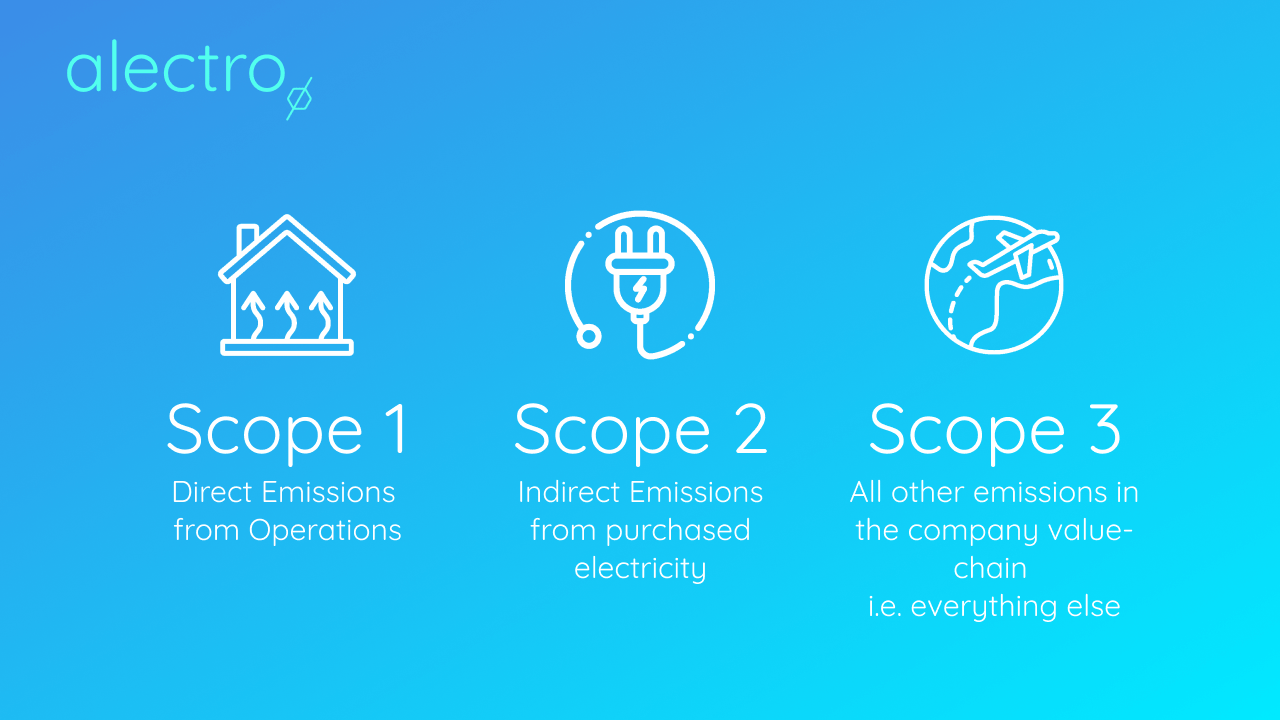 alectro
Scope 1
Direct Emissions
from Operations
Scope 2
Indirect Emissions
from purchased
electricity
Scope 3
All other emissions in
the company value-
chain
i.e. everything else